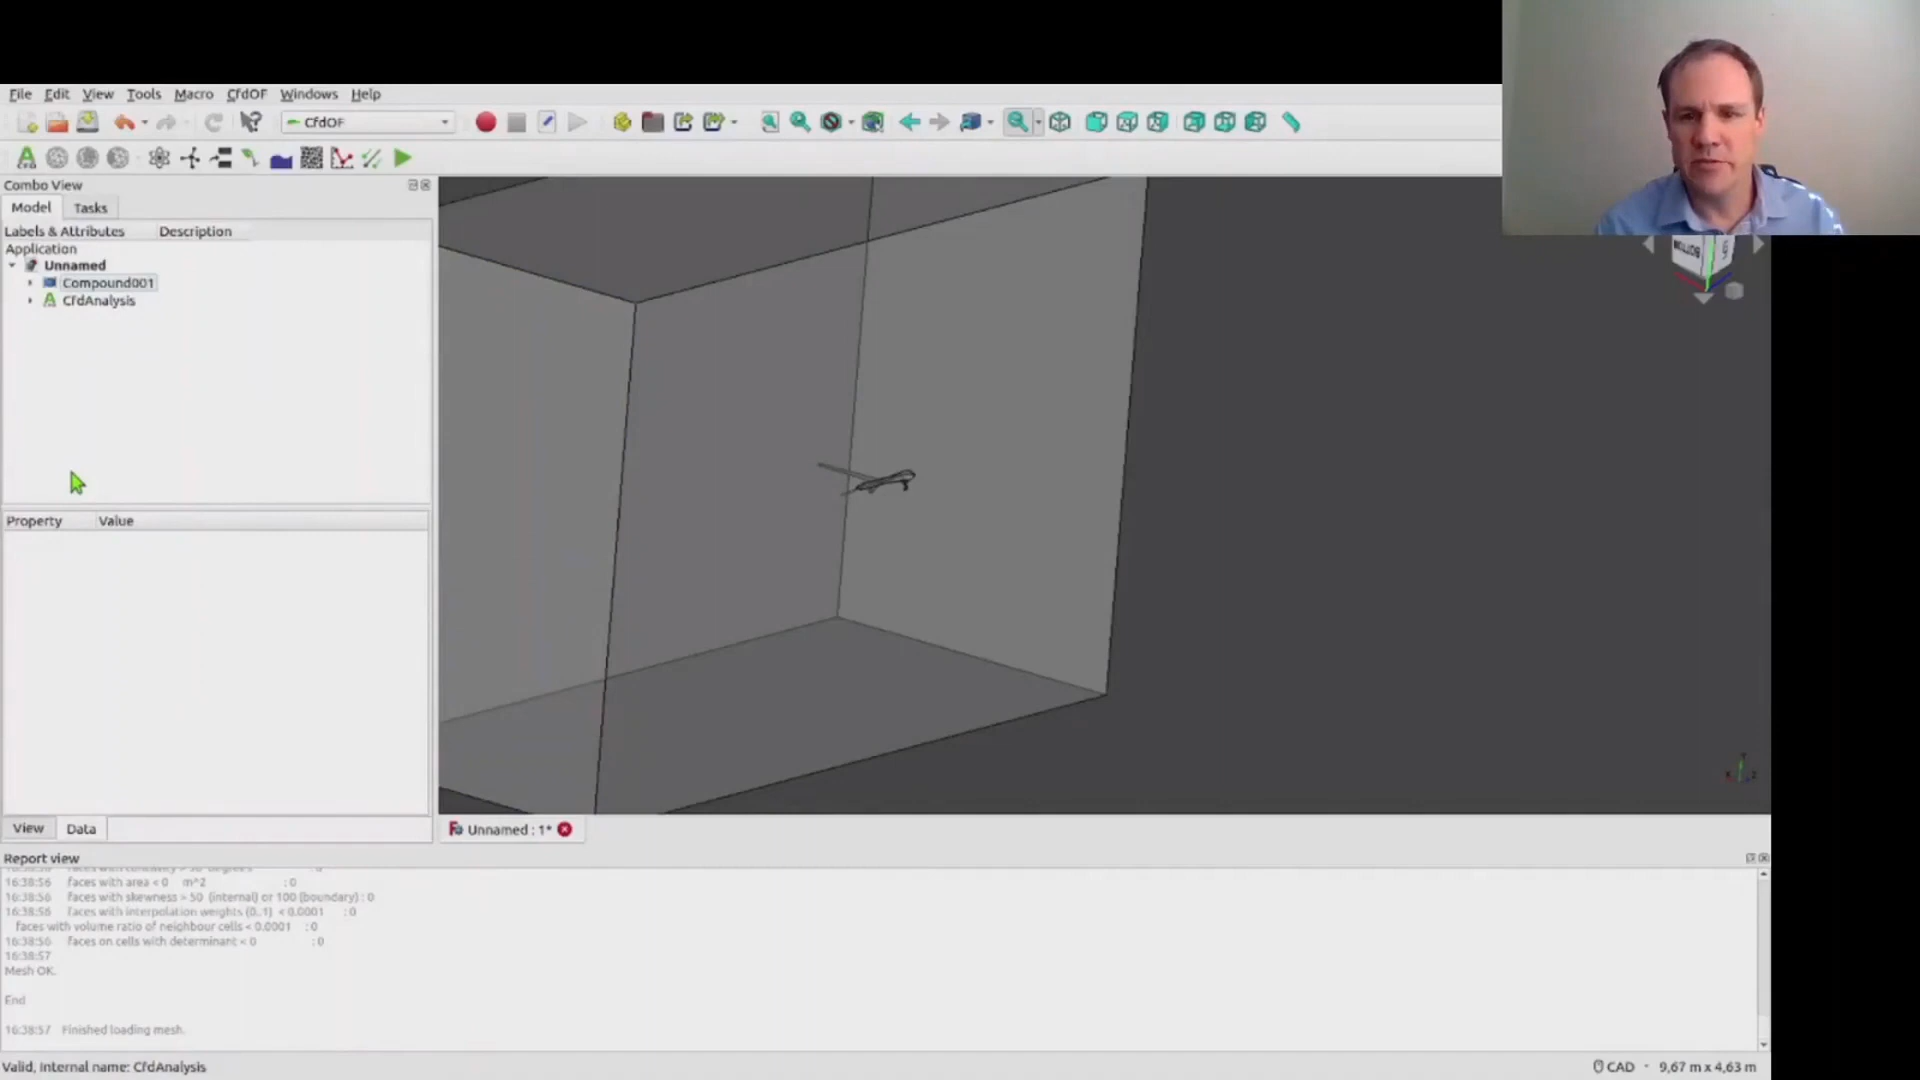 File Edit View Tools Macro CfdOF Windows Help
CfdOF
Combo View
Model Tasks
Labels & Attributes Description
Application
Unnamed
Compound001
CfdAnalysis
BOTTOM
Property Value
View Data
Unnamed : 1*
Report view
16:38:56 faces with area < 0 m^2 : 0
16:38:56 faces with skewness > 50 (internal) or 100 (boundary) : 0
16:38:56 faces with interpolation weights (0..1) < 0.0001 : 0
faces with volume ratio of neighbour cells < 0.0001 : 0
16:38:56 faces on cells with determinant < 0 : 0
16:38:57
Mesh OK.
End
16:38:57 Finished loading mesh.
Valid, Internal name: CfdAnalysis
CAD 9,67 m x 4,63 m